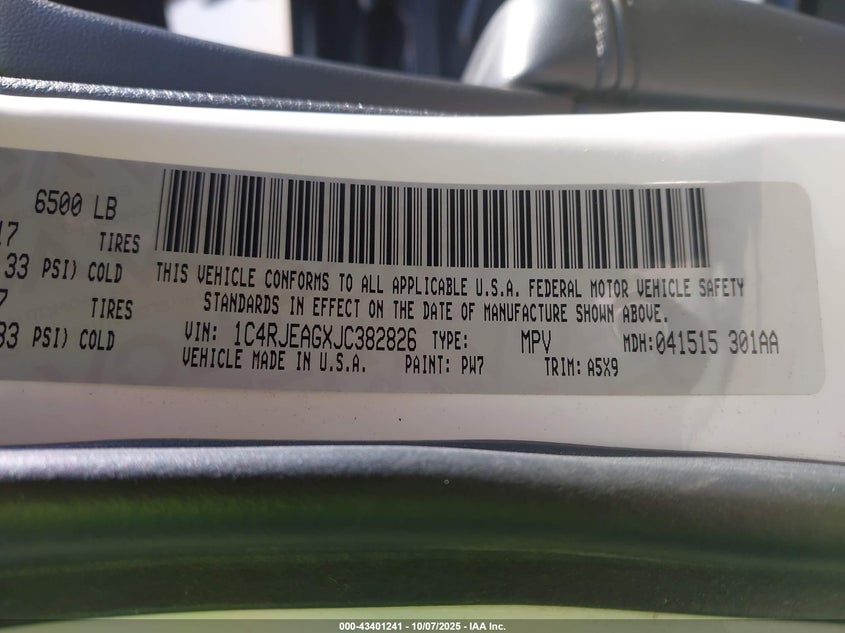 6500 LB
17 TIRES
33 PSI) COLD
7 TIRES
33 PSI) COLD
THIS VEHICLE CONFORMS TO ALL APPLICABLE U.S.A. FEDERAL MOTOR VEHICLE SAFETY
STANDARDS IN EFFECT ON THE DATE OF MANUFACTURE SHOWN ABOVE.
VIN: 1C4RJEAGXJC382826 TYPE: MPV MDH:041515 301AA
VEHICLE MADE IN U.S.A. PAINT: PW7 TRIM: A5X9
000-43401241 - 10/07/2025 - IAA Inc.